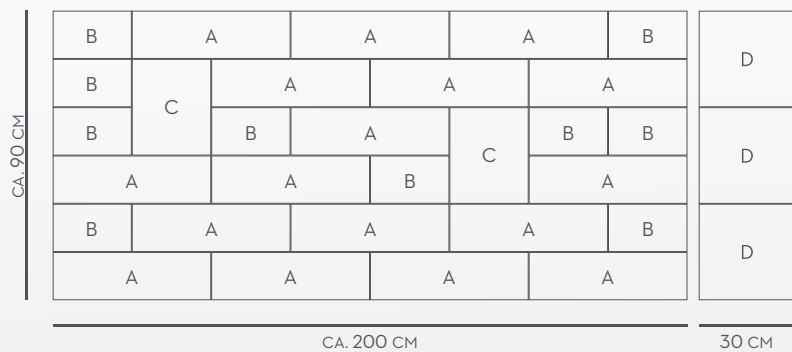 B A A A B
B A A A
C
B B A B B
C
A A B A
B A A A B
A A A A
D
D
D
CA. 90 CM
CA. 200 CM
30 CM